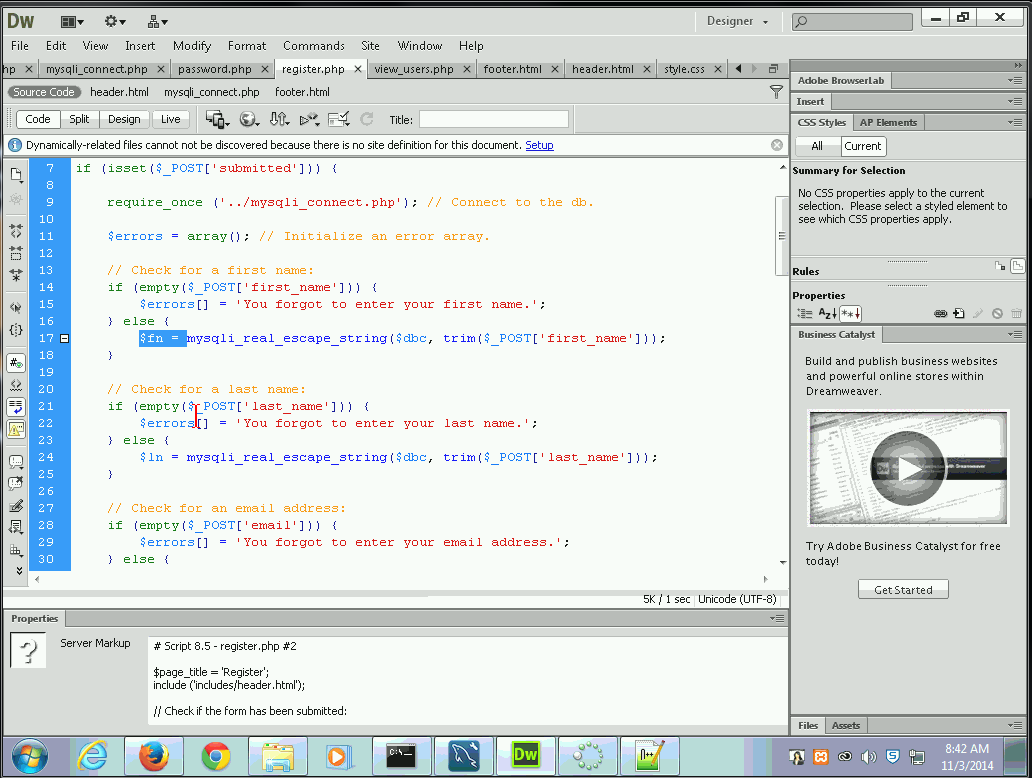 Dw
Designer
File Edit View Insert Modify Format Commands Site Window Help
hp × mysqli_connect.php × password.php × register.php × view_users.php × footer.html × header.html × style.css ×
Source Code header.html mysqli_connect.php footer.html
Code Split Design Live Title:
Dynamically-related files cannot not be discovered because there is no site definition for this document. Setup
7 if (isset($_POST['submitted'])) {
8
9 require_once ('../mysqli_connect.php'); // Connect to the db.
10
11 $errors = array(); // Initialize an error array.
12
13 // Check for a first name:
14 if (empty($_POST['first_name'])) {
15 $errors[] = 'You forgot to enter your first name.';
16 } else {
17 $fn = mysqli_real_escape_string($dbc, trim($_POST['first_name']));
18 }
19
20 // Check for a last name:
21 if (empty($_POST['last_name'])) {
22 $errors[] = 'You forgot to enter your last name.';
23 } else {
24 $ln = mysqli_real_escape_string($dbc, trim($_POST['last_name']));
25 }
26
27 // Check for an email address:
28 if (empty($_POST['email'])) {
29 $errors[] = 'You forgot to enter your email address.';
30 } else {
5K / 1 sec Unicode (UTF-8)
Properties
Server Markup
# Script 8.5 - register.php #2
$page_title = 'Register';
include ('includes/header.html');
// Check if the form has been submitted:
Adobe BrowserLab
Insert
CSS Styles AP Elements
All Current
Summary for Selection
No CSS properties apply to the current
selection. Please select a styled element to
see which CSS properties apply.
Rules
Properties
Business Catalyst
Build and publish business websites
and powerful online stores within
Dreamweaver.
Try Adobe Business Catalyst for free
today!
Get Started
Files Assets
Dw
8:42 AM
11/3/2014